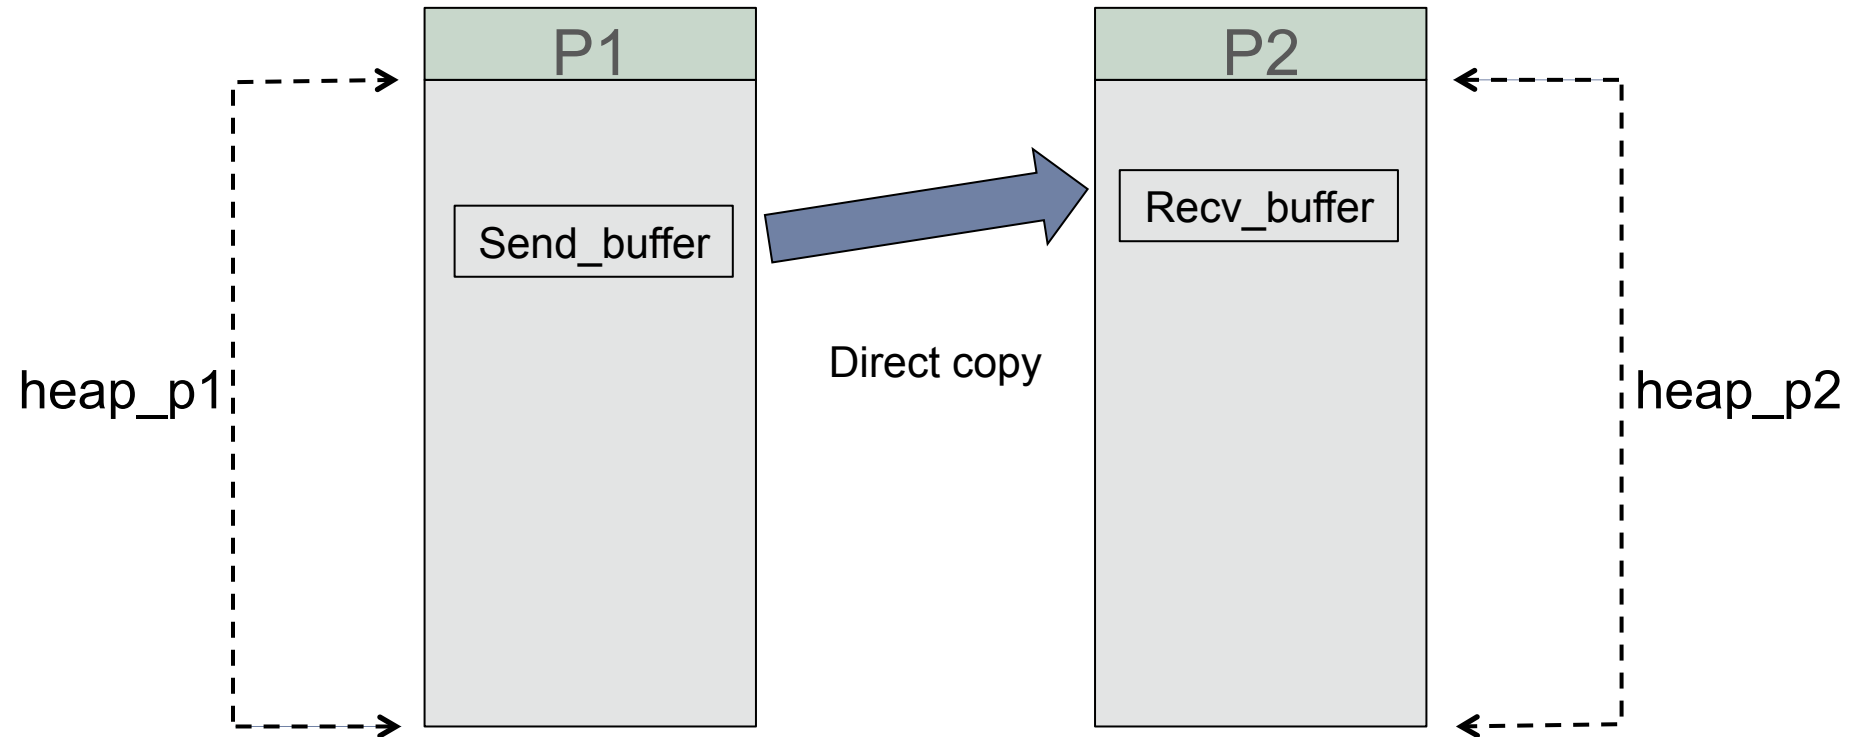 P1
P2
Send_buffer
Recv_buffer
Direct copy
heap_p1
heap_p2